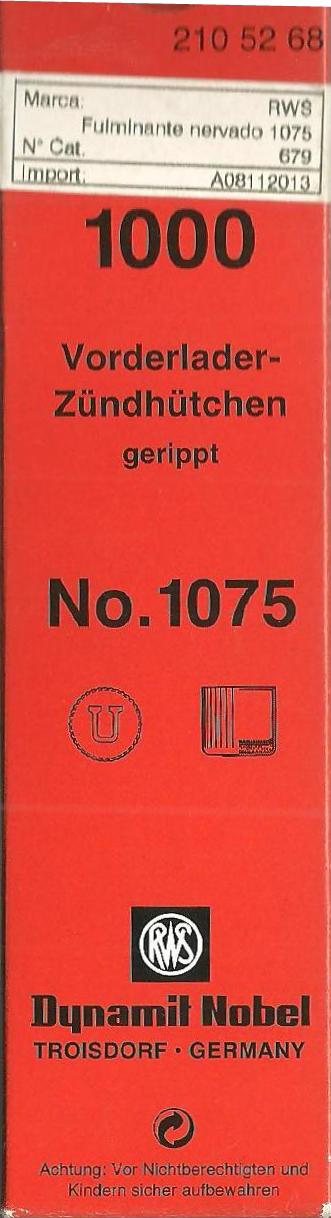 210 52 68
Marca: RWS
Fulminante nervado 1075
N° Cat. 679
Import: A08112013
1000
Vorderlader-
Zündhütchen
gerippt
No.1075
U
RWS
Dynamit Nobel
TROISDORF · GERMANY
Achtung: Vor Nichtberechtigten und
Kindern sicher aufbewahren